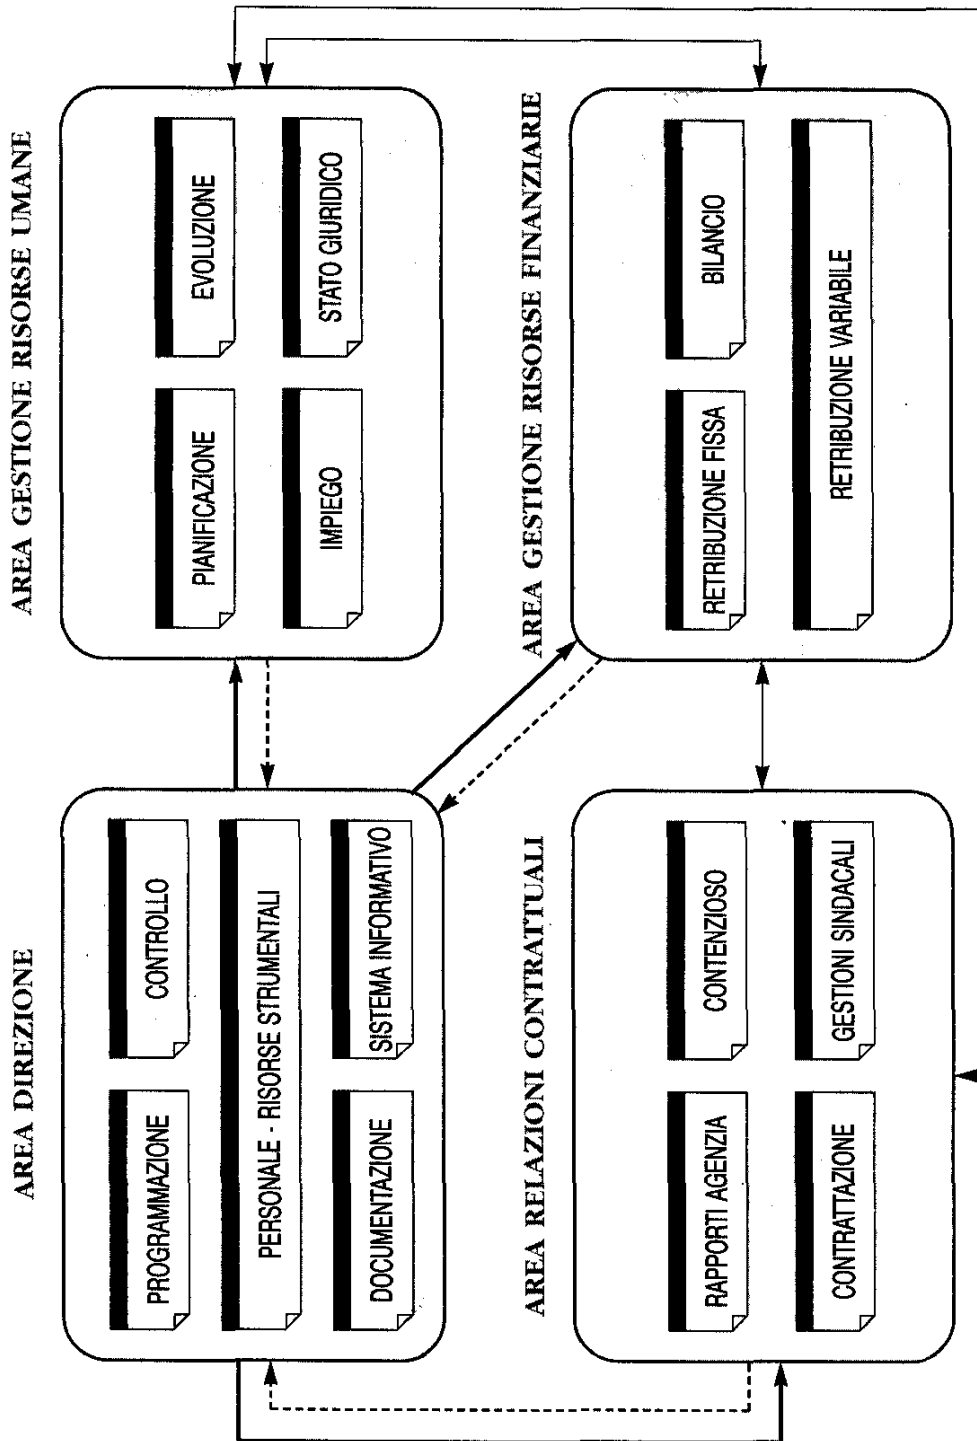 AREA DIREZIONE
PROGRAMMAZIONE
CONTROLLO
PERSONALE - RISORSE STRUMENTALI
DOCUMENTAZIONE
SISTEMA INFORMATIVO
AREA GESTIONE RISORSE UMANE
PIANIFICAZIONE
EVOLUZIONE
IMPIEGO
STATO GIURIDICO
AREA RELAZIONI CONTRATTUALI
RAPPORTI AGENZIA
CONTENZIOSO
CONTRATTAZIONE
GESTIONI SINDACALI
AREA GESTIONE RISORSE FINANZIARIE
RETRIBUZIONE FISSA
BILANCIO
RETRIBUZIONE VARIABILE